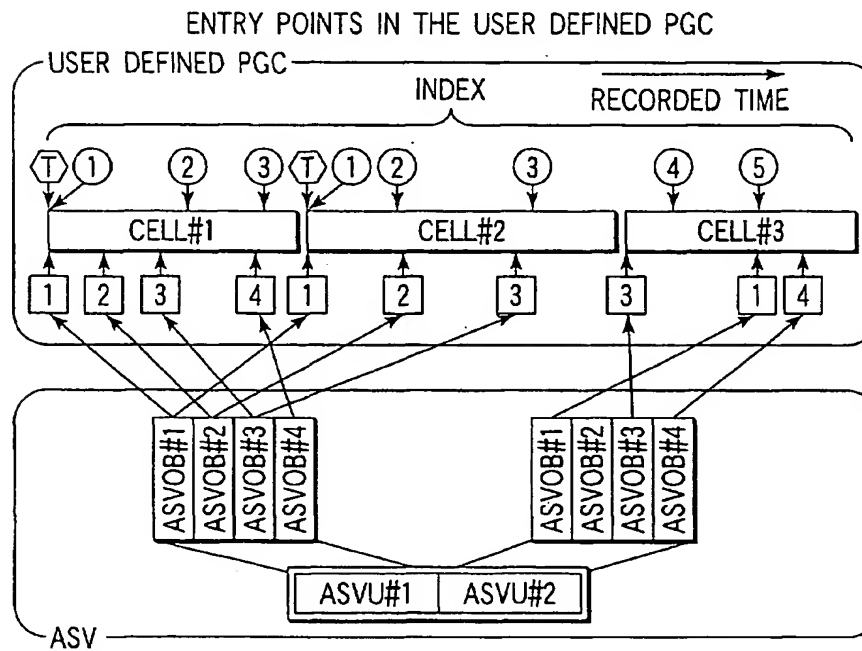 ENTRY POINTS IN THE USER DEFINED PGC
USER DEFINED PGC
INDEX
RECORDED TIME
T 1 2 3 T 1 2 3 4 5
CELL#1 CELL#2 CELL#3
1 2 3 4 1 2 3 3 1 4
ASVOB#1 ASVOB#2 ASVOB#3 ASVOB#4 ASVOB#1 ASVOB#2 ASVOB#3 ASVOB#4
ASVU#1 ASVU#2
ASV